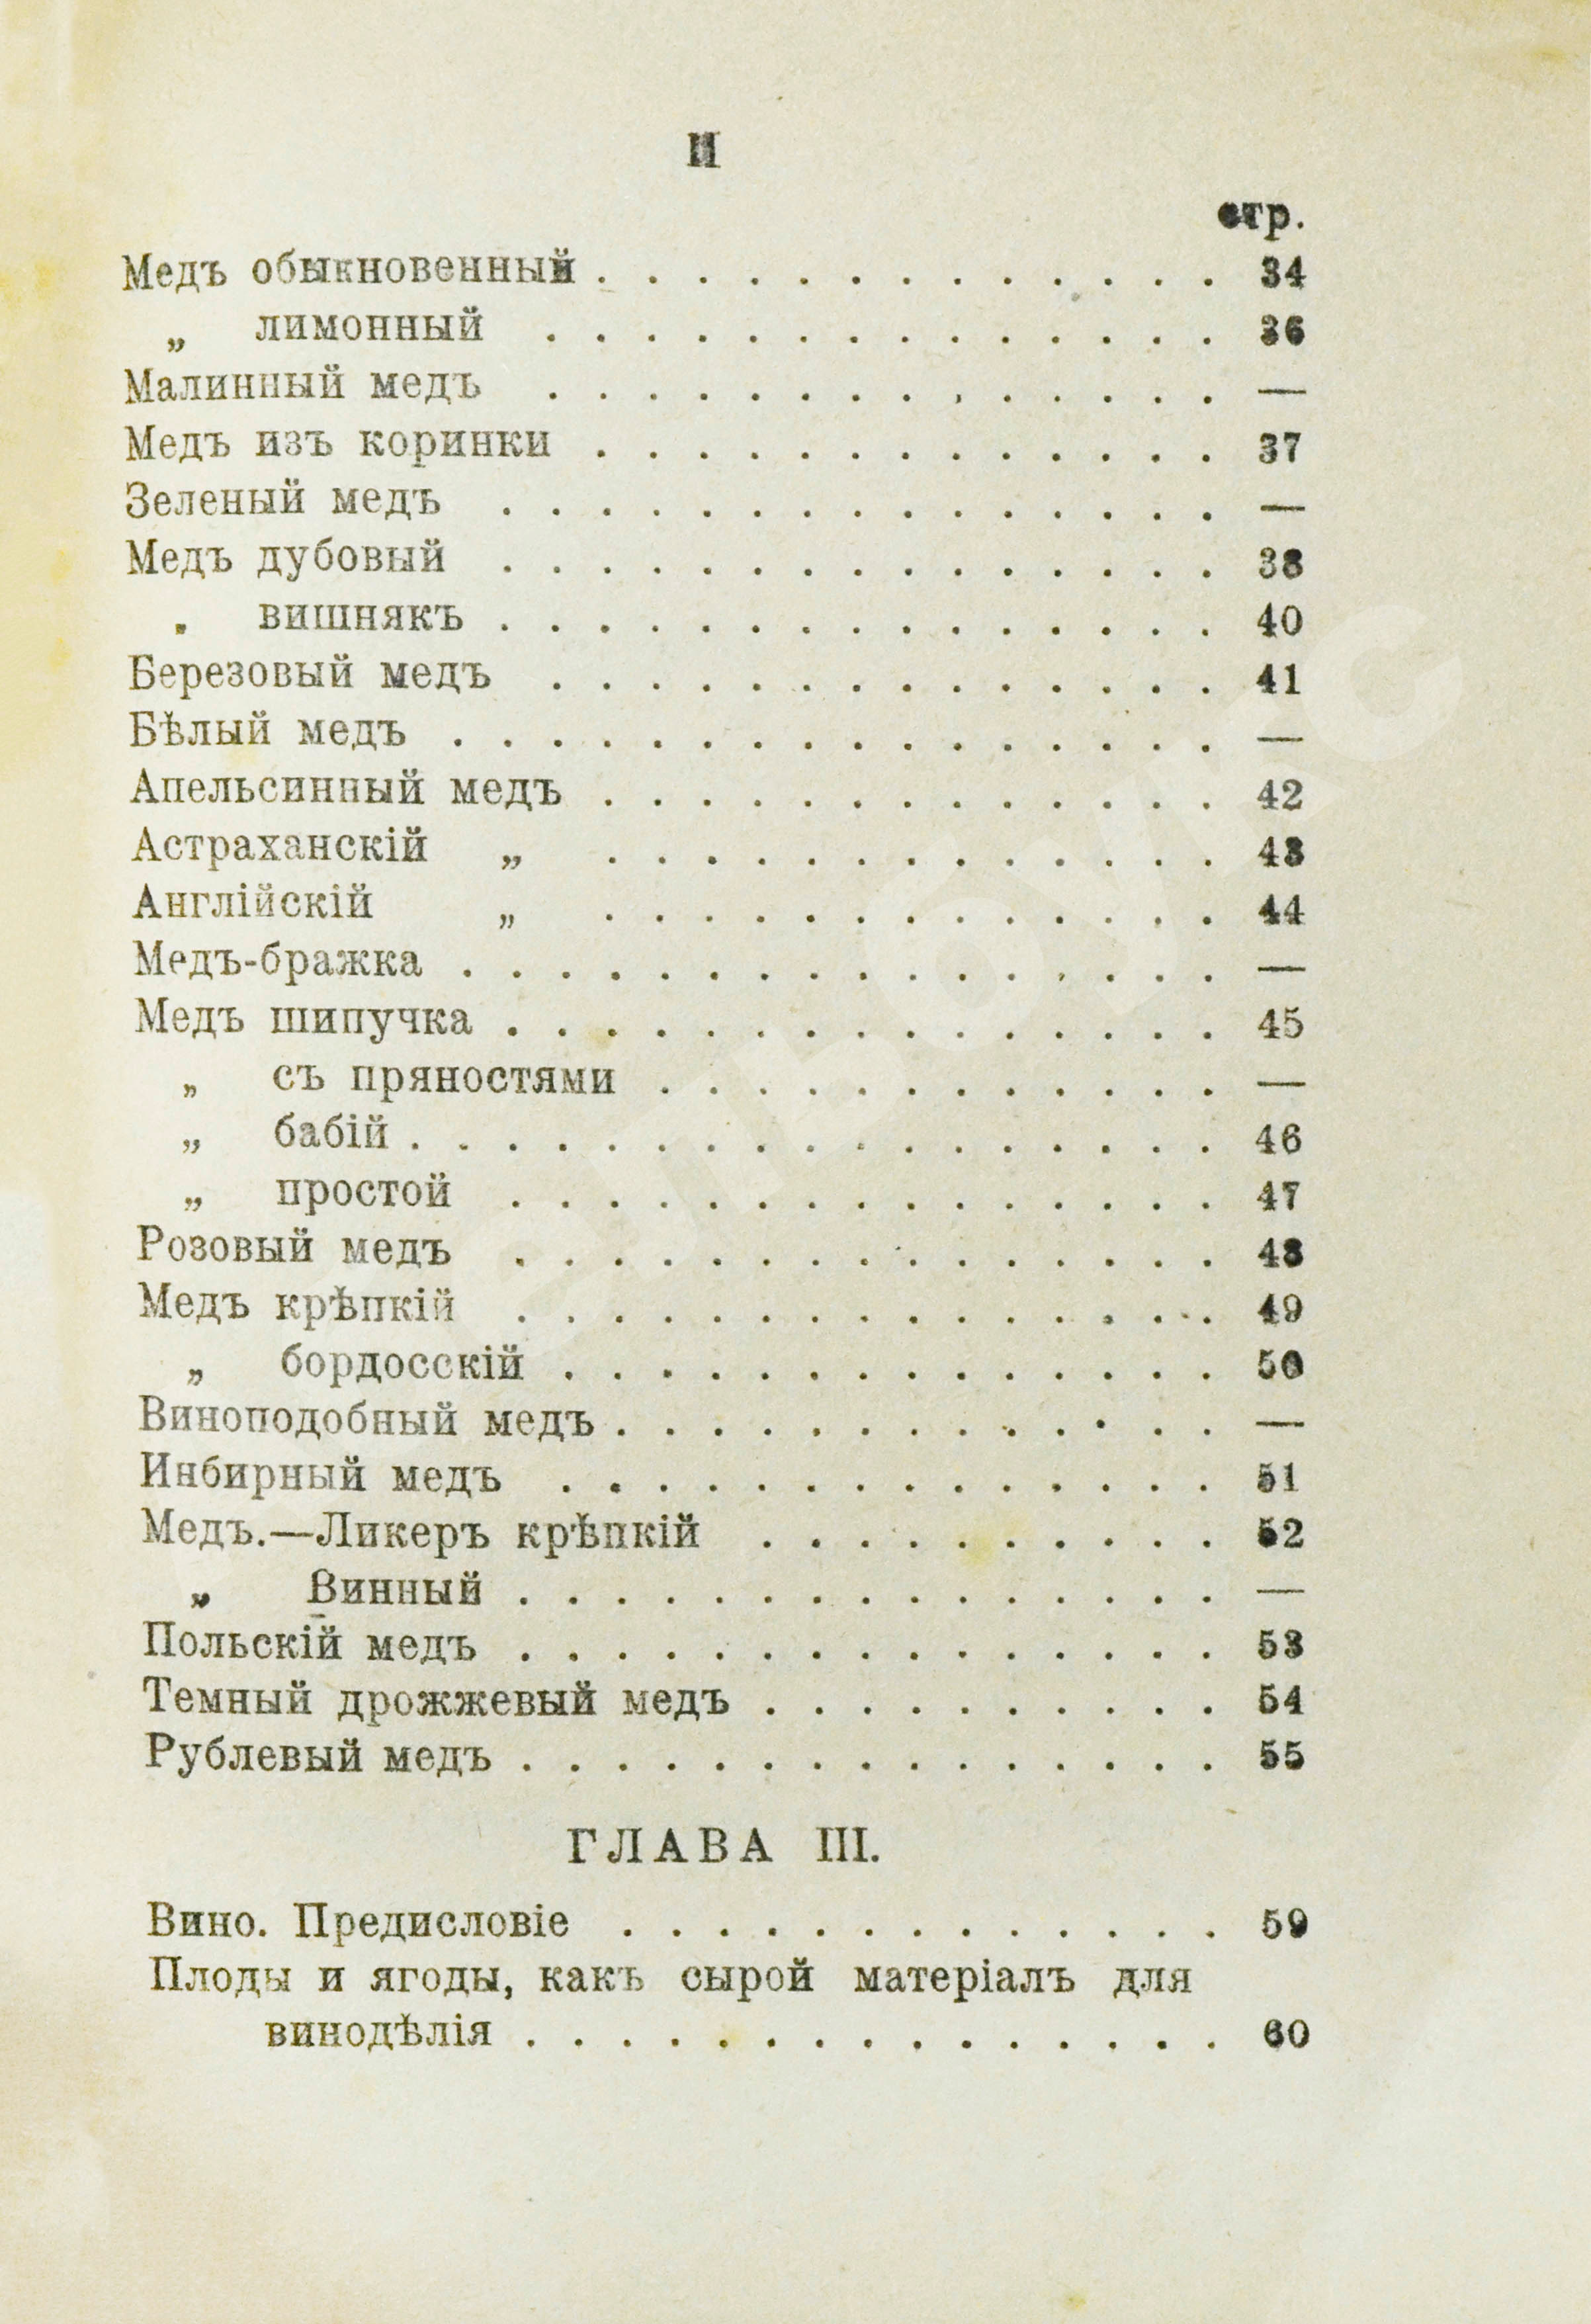 II
стр.
Медъ обыкновенный . . . . . . . . . . . . . 34
„ лимонный . . . . . . . . . . . . . . 36
Малинный медъ . . . . . . . . . . . . . . —
Медъ изъ коринки . . . . . . . . . . . . . 37
Зеленый медъ . . . . . . . . . . . . . . . —
Медъ дубовый . . . . . . . . . . . . . . . 38
„ вишнякъ . . . . . . . . . . . . . . . 40
Березовый медъ . . . . . . . . . . . . . . 41
Бѣлый медъ . . . . . . . . . . . . . . . . —
Апельсинный медъ . . . . . . . . . . . . . 42
Астраханскій „ . . . . . . . . . . . . . 43
Англійскій „ . . . . . . . . . . . . . 44
Медъ-бражка . . . . . . . . . . . . . . . . —
Медъ шипучка . . . . . . . . . . . . . . . 45
„ съ пряностями . . . . . . . . . . . . —
„ бабій . . . . . . . . . . . . . . . . . 46
„ простой . . . . . . . . . . . . . . . 47
Розовый медъ . . . . . . . . . . . . . . . 48
Медъ крѣпкій . . . . . . . . . . . . . . . 49
„ бордосскій . . . . . . . . . . . . . . 50
Виноподобный медъ . . . . . . . . . . . . . —
Инбирный медъ . . . . . . . . . . . . . . 51
Медъ.—Ликеръ крѣпкій . . . . . . . . . . 52
„ Винный . . . . . . . . . . . . . . . —
Польскій медъ . . . . . . . . . . . . . . . 53
Темный дрожжевый медъ . . . . . . . . . . 54
Рублевый медъ . . . . . . . . . . . . . . . 55
ГЛАВА III.
Вино. Предисловіе . . . . . . . . . . . . . 59
Плоды и ягоды, какъ сырой матеріалъ для
винодѣлія . . . . . . . . . . . . . . . 60